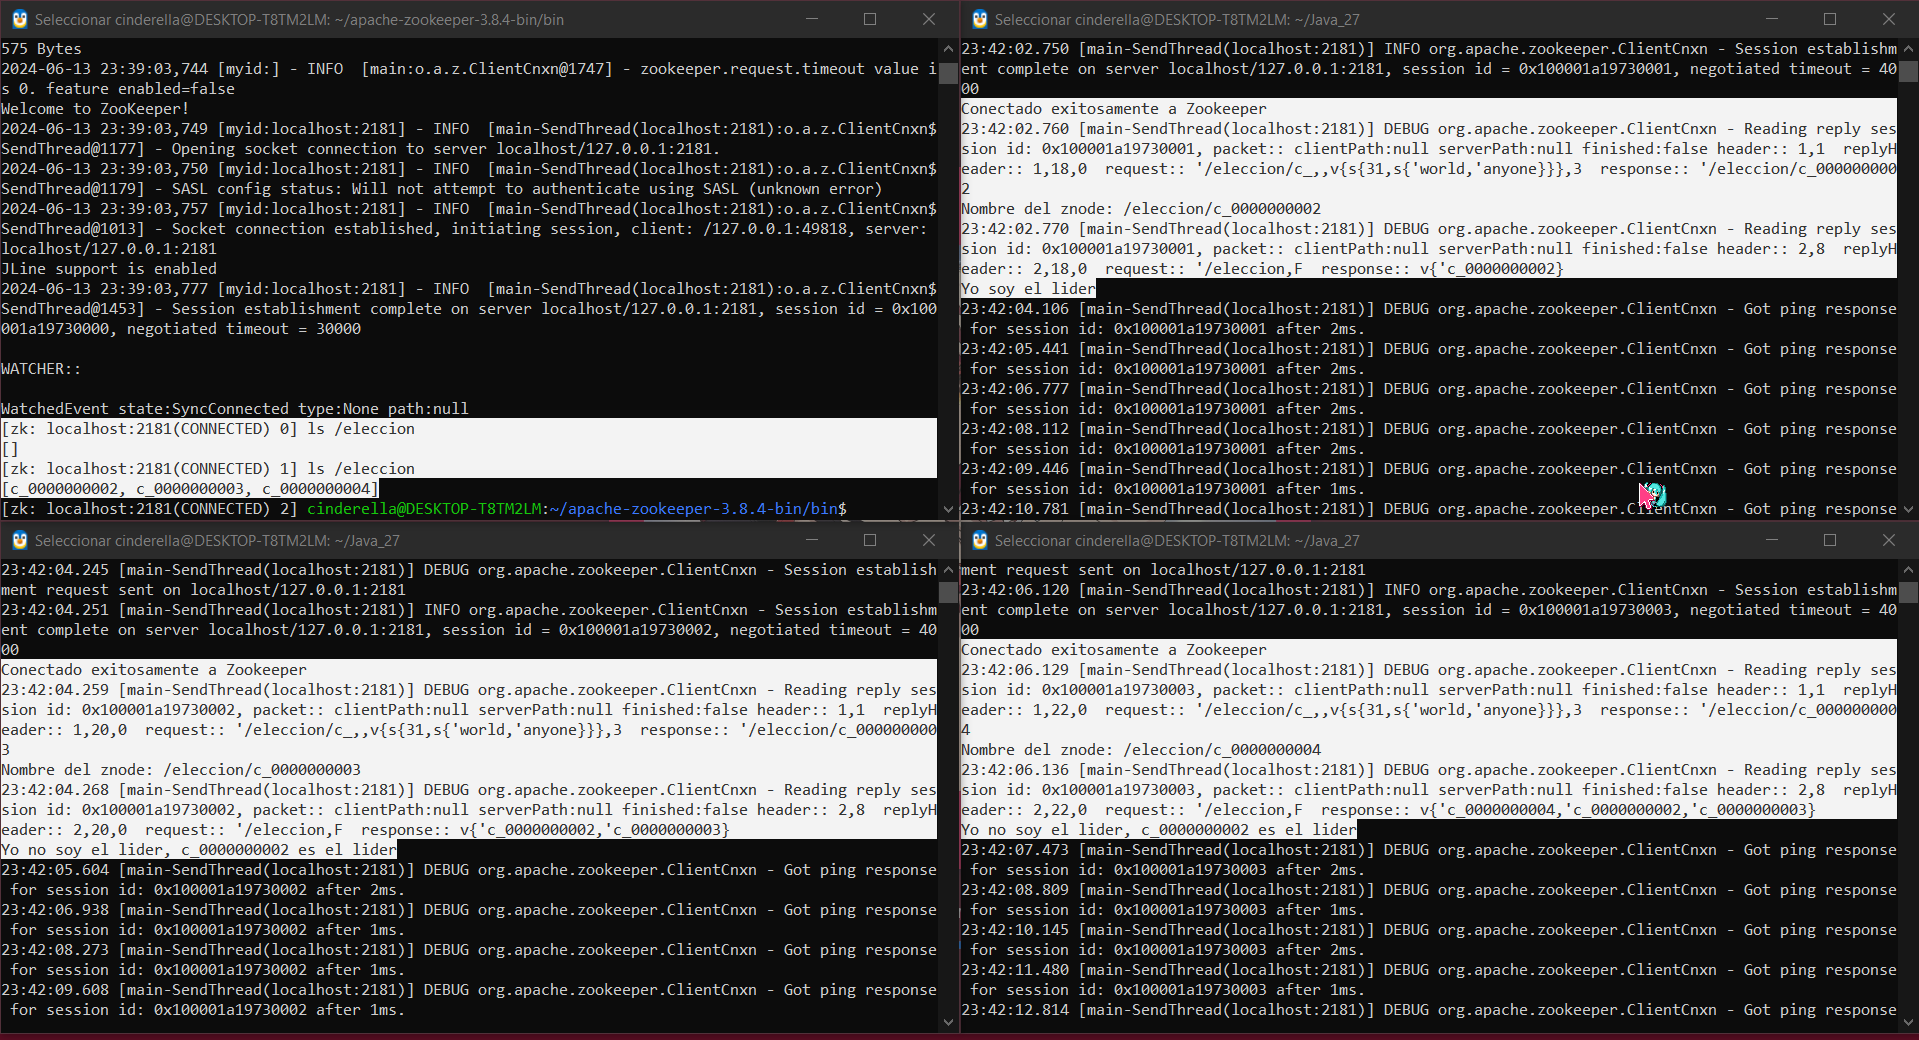 Seleccionar cinderella@DESKTOP-T8TM2LM: ~/apache-zookeeper-3.8.4-bin/bin
575 Bytes
2024-06-13 23:39:03,744 [myid:] - INFO  [main:o.a.z.ClientCnxn@1747] - zookeeper.request.timeout value i
s 0. feature enabled=false
Welcome to ZooKeeper!
2024-06-13 23:39:03,749 [myid:localhost:2181] - INFO  [main-SendThread(localhost:2181):o.a.z.ClientCnxn$
SendThread@1177] - Opening socket connection to server localhost/127.0.0.1:2181.
2024-06-13 23:39:03,750 [myid:localhost:2181] - INFO  [main-SendThread(localhost:2181):o.a.z.ClientCnxn$
SendThread@1179] - SASL config status: Will not attempt to authenticate using SASL (unknown error)
2024-06-13 23:39:03,757 [myid:localhost:2181] - INFO  [main-SendThread(localhost:2181):o.a.z.ClientCnxn$
SendThread@1013] - Socket connection established, initiating session, client: /127.0.0.1:49818, server:
localhost/127.0.0.1:2181
JLine support is enabled
2024-06-13 23:39:03,777 [myid:localhost:2181] - INFO  [main-SendThread(localhost:2181):o.a.z.ClientCnxn$
SendThread@1453] - Session establishment complete on server localhost/127.0.0.1:2181, session id = 0x100
001a19730000, negotiated timeout = 30000
WATCHER::
WatchedEvent state:SyncConnected type:None path:null
[zk: localhost:2181(CONNECTED) 0] ls /eleccion
[]
[zk: localhost:2181(CONNECTED) 1] ls /eleccion
[c_0000000002, c_0000000003, c_0000000004]
[zk: localhost:2181(CONNECTED) 2] cinderella@DESKTOP-T8TM2LM:~/apache-zookeeper-3.8.4-bin/bin$
Seleccionar cinderella@DESKTOP-T8TM2LM: ~/Java_27
23:42:02.750 [main-SendThread(localhost:2181)] INFO org.apache.zookeeper.ClientCnxn - Session establishm
ent complete on server localhost/127.0.0.1:2181, session id = 0x100001a19730001, negotiated timeout = 40
00
Conectado exitosamente a Zookeeper
23:42:02.760 [main-SendThread(localhost:2181)] DEBUG org.apache.zookeeper.ClientCnxn - Reading reply ses
sion id: 0x100001a19730001, packet:: clientPath:null serverPath:null finished:false header:: 1,1  replyH
eader:: 1,18,0  request:: '/eleccion/c_,,v{s{31,s{'world,'anyone}}},3  response:: '/eleccion/c_000000000
2
Nombre del znode: /eleccion/c_0000000002
23:42:02.770 [main-SendThread(localhost:2181)] DEBUG org.apache.zookeeper.ClientCnxn - Reading reply ses
sion id: 0x100001a19730001, packet:: clientPath:null serverPath:null finished:false header:: 2,8  replyH
eader:: 2,18,0  request:: '/eleccion,F  response:: v{'c_0000000002}
Yo soy el lider
23:42:04.106 [main-SendThread(localhost:2181)] DEBUG org.apache.zookeeper.ClientCnxn - Got ping response
 for session id: 0x100001a19730001 after 2ms.
23:42:05.441 [main-SendThread(localhost:2181)] DEBUG org.apache.zookeeper.ClientCnxn - Got ping response
 for session id: 0x100001a19730001 after 2ms.
23:42:06.777 [main-SendThread(localhost:2181)] DEBUG org.apache.zookeeper.ClientCnxn - Got ping response
 for session id: 0x100001a19730001 after 2ms.
23:42:08.112 [main-SendThread(localhost:2181)] DEBUG org.apache.zookeeper.ClientCnxn - Got ping response
 for session id: 0x100001a19730001 after 2ms.
23:42:09.446 [main-SendThread(localhost:2181)] DEBUG org.apache.zookeeper.ClientCnxn - Got ping response
 for session id: 0x100001a19730001 after 1ms.
23:42:10.781 [main-SendThread(localhost:2181)] DEBUG org.apache.zookeeper.ClientCnxn - Got ping response
Seleccionar cinderella@DESKTOP-T8TM2LM: ~/Java_27
23:42:04.245 [main-SendThread(localhost:2181)] DEBUG org.apache.zookeeper.ClientCnxn - Session establish
ment request sent on localhost/127.0.0.1:2181
23:42:04.251 [main-SendThread(localhost:2181)] INFO org.apache.zookeeper.ClientCnxn - Session establishm
ent complete on server localhost/127.0.0.1:2181, session id = 0x100001a19730002, negotiated timeout = 40
00
Conectado exitosamente a Zookeeper
23:42:04.259 [main-SendThread(localhost:2181)] DEBUG org.apache.zookeeper.ClientCnxn - Reading reply ses
sion id: 0x100001a19730002, packet:: clientPath:null serverPath:null finished:false header:: 1,1  replyH
eader:: 1,20,0  request:: '/eleccion/c_,,v{s{31,s{'world,'anyone}}},3  response:: '/eleccion/c_000000000
3
Nombre del znode: /eleccion/c_0000000003
23:42:04.268 [main-SendThread(localhost:2181)] DEBUG org.apache.zookeeper.ClientCnxn - Reading reply ses
sion id: 0x100001a19730002, packet:: clientPath:null serverPath:null finished:false header:: 2,8  replyH
eader:: 2,20,0  request:: '/eleccion,F  response:: v{'c_0000000002,'c_0000000003}
Yo no soy el lider, c_0000000002 es el lider
23:42:05.604 [main-SendThread(localhost:2181)] DEBUG org.apache.zookeeper.ClientCnxn - Got ping response
 for session id: 0x100001a19730002 after 2ms.
23:42:06.938 [main-SendThread(localhost:2181)] DEBUG org.apache.zookeeper.ClientCnxn - Got ping response
 for session id: 0x100001a19730002 after 1ms.
23:42:08.273 [main-SendThread(localhost:2181)] DEBUG org.apache.zookeeper.ClientCnxn - Got ping response
 for session id: 0x100001a19730002 after 1ms.
23:42:09.608 [main-SendThread(localhost:2181)] DEBUG org.apache.zookeeper.ClientCnxn - Got ping response
 for session id: 0x100001a19730002 after 1ms.
Seleccionar cinderella@DESKTOP-T8TM2LM: ~/Java_27
ment request sent on localhost/127.0.0.1:2181
23:42:06.120 [main-SendThread(localhost:2181)] INFO org.apache.zookeeper.ClientCnxn - Session establishm
ent complete on server localhost/127.0.0.1:2181, session id = 0x100001a19730003, negotiated timeout = 40
00
Conectado exitosamente a Zookeeper
23:42:06.129 [main-SendThread(localhost:2181)] DEBUG org.apache.zookeeper.ClientCnxn - Reading reply ses
sion id: 0x100001a19730003, packet:: clientPath:null serverPath:null finished:false header:: 1,1  replyH
eader:: 1,22,0  request:: '/eleccion/c_,,v{s{31,s{'world,'anyone}}},3  response:: '/eleccion/c_000000000
4
Nombre del znode: /eleccion/c_0000000004
23:42:06.136 [main-SendThread(localhost:2181)] DEBUG org.apache.zookeeper.ClientCnxn - Reading reply ses
sion id: 0x100001a19730003, packet:: clientPath:null serverPath:null finished:false header:: 2,8  replyH
eader:: 2,22,0  request:: '/eleccion,F  response:: v{'c_0000000004,'c_0000000002,'c_0000000003}
Yo no soy el lider, c_0000000002 es el lider
23:42:07.473 [main-SendThread(localhost:2181)] DEBUG org.apache.zookeeper.ClientCnxn - Got ping response
 for session id: 0x100001a19730003 after 2ms.
23:42:08.809 [main-SendThread(localhost:2181)] DEBUG org.apache.zookeeper.ClientCnxn - Got ping response
 for session id: 0x100001a19730003 after 1ms.
23:42:10.145 [main-SendThread(localhost:2181)] DEBUG org.apache.zookeeper.ClientCnxn - Got ping response
 for session id: 0x100001a19730003 after 2ms.
23:42:11.480 [main-SendThread(localhost:2181)] DEBUG org.apache.zookeeper.ClientCnxn - Got ping response
 for session id: 0x100001a19730003 after 1ms.
23:42:12.814 [main-SendThread(localhost:2181)] DEBUG org.apache.zookeeper.ClientCnxn - Got ping response